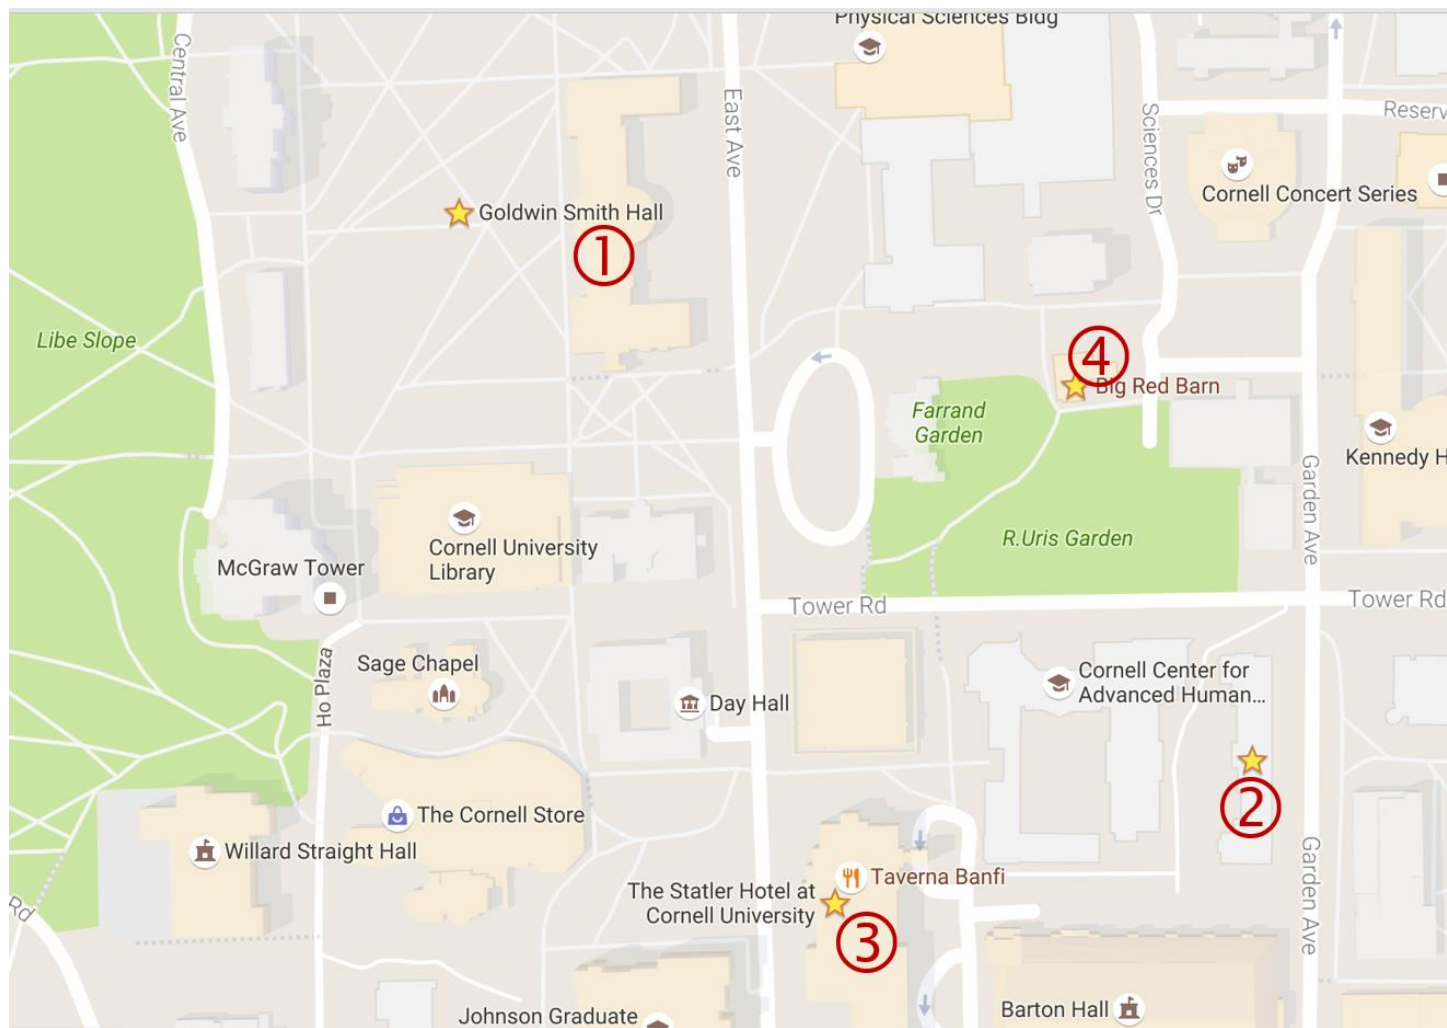 Physical Sciences Bldg
Central Ave
East Ave
Sciences Dr
Reserv
Cornell Concert Series
Goldwin Smith Hall
①
Libe Slope
④
Big Red Barn
Farrand
Garden
Kennedy H
Garden Ave
R.Uris Garden
Cornell University
Library
McGraw Tower
Tower Rd
Tower Rd
Sage Chapel
Ho Plaza
Day Hall
Cornell Center for
Advanced Human...
②
The Cornell Store
Willard Straight Hall
Taverna Banfi
The Statler Hotel at
Cornell University
③
Garden Ave
Rd
Barton Hall
Johnson Graduate